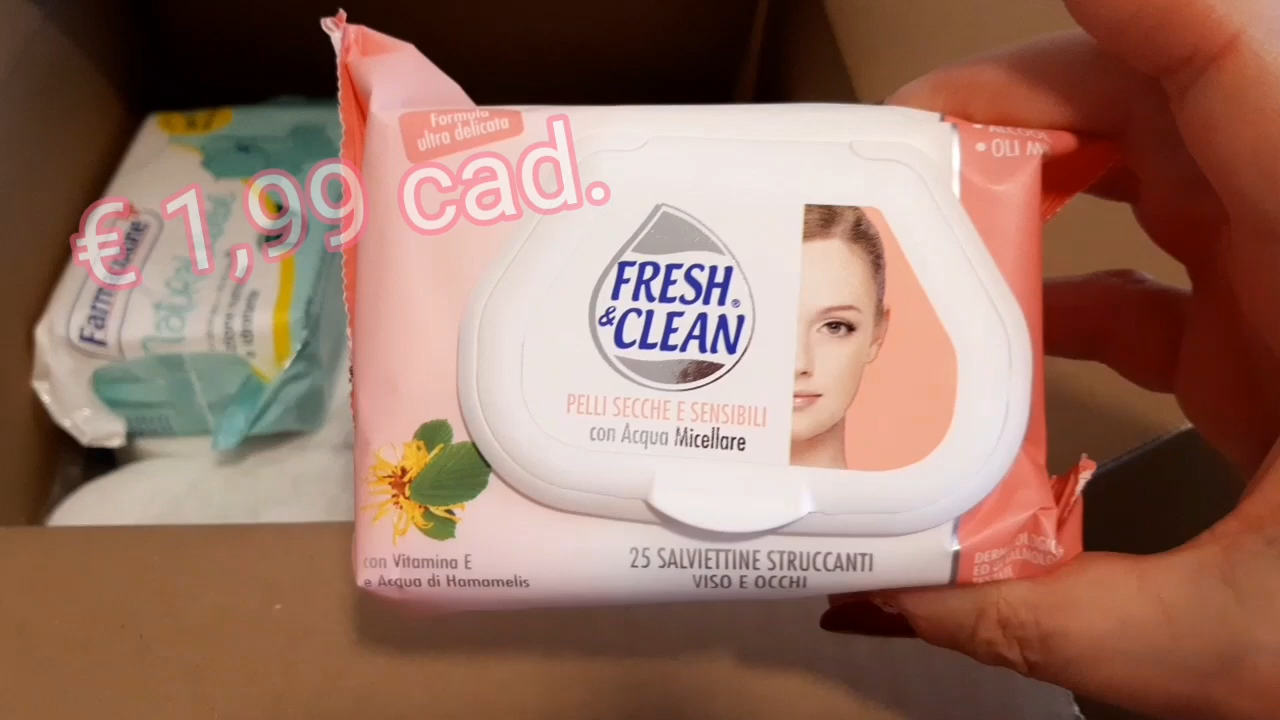 € 1,99 cad.
Formula
ultra delicata
FRESH
& CLEAN®
PELLI SECCHE E SENSIBILI
con Acqua Micellare
con Vitamina E
e Acqua di Hamamelis
25 SALVIETTINE STRUCCANTI
VISO E OCCHI
• OLI